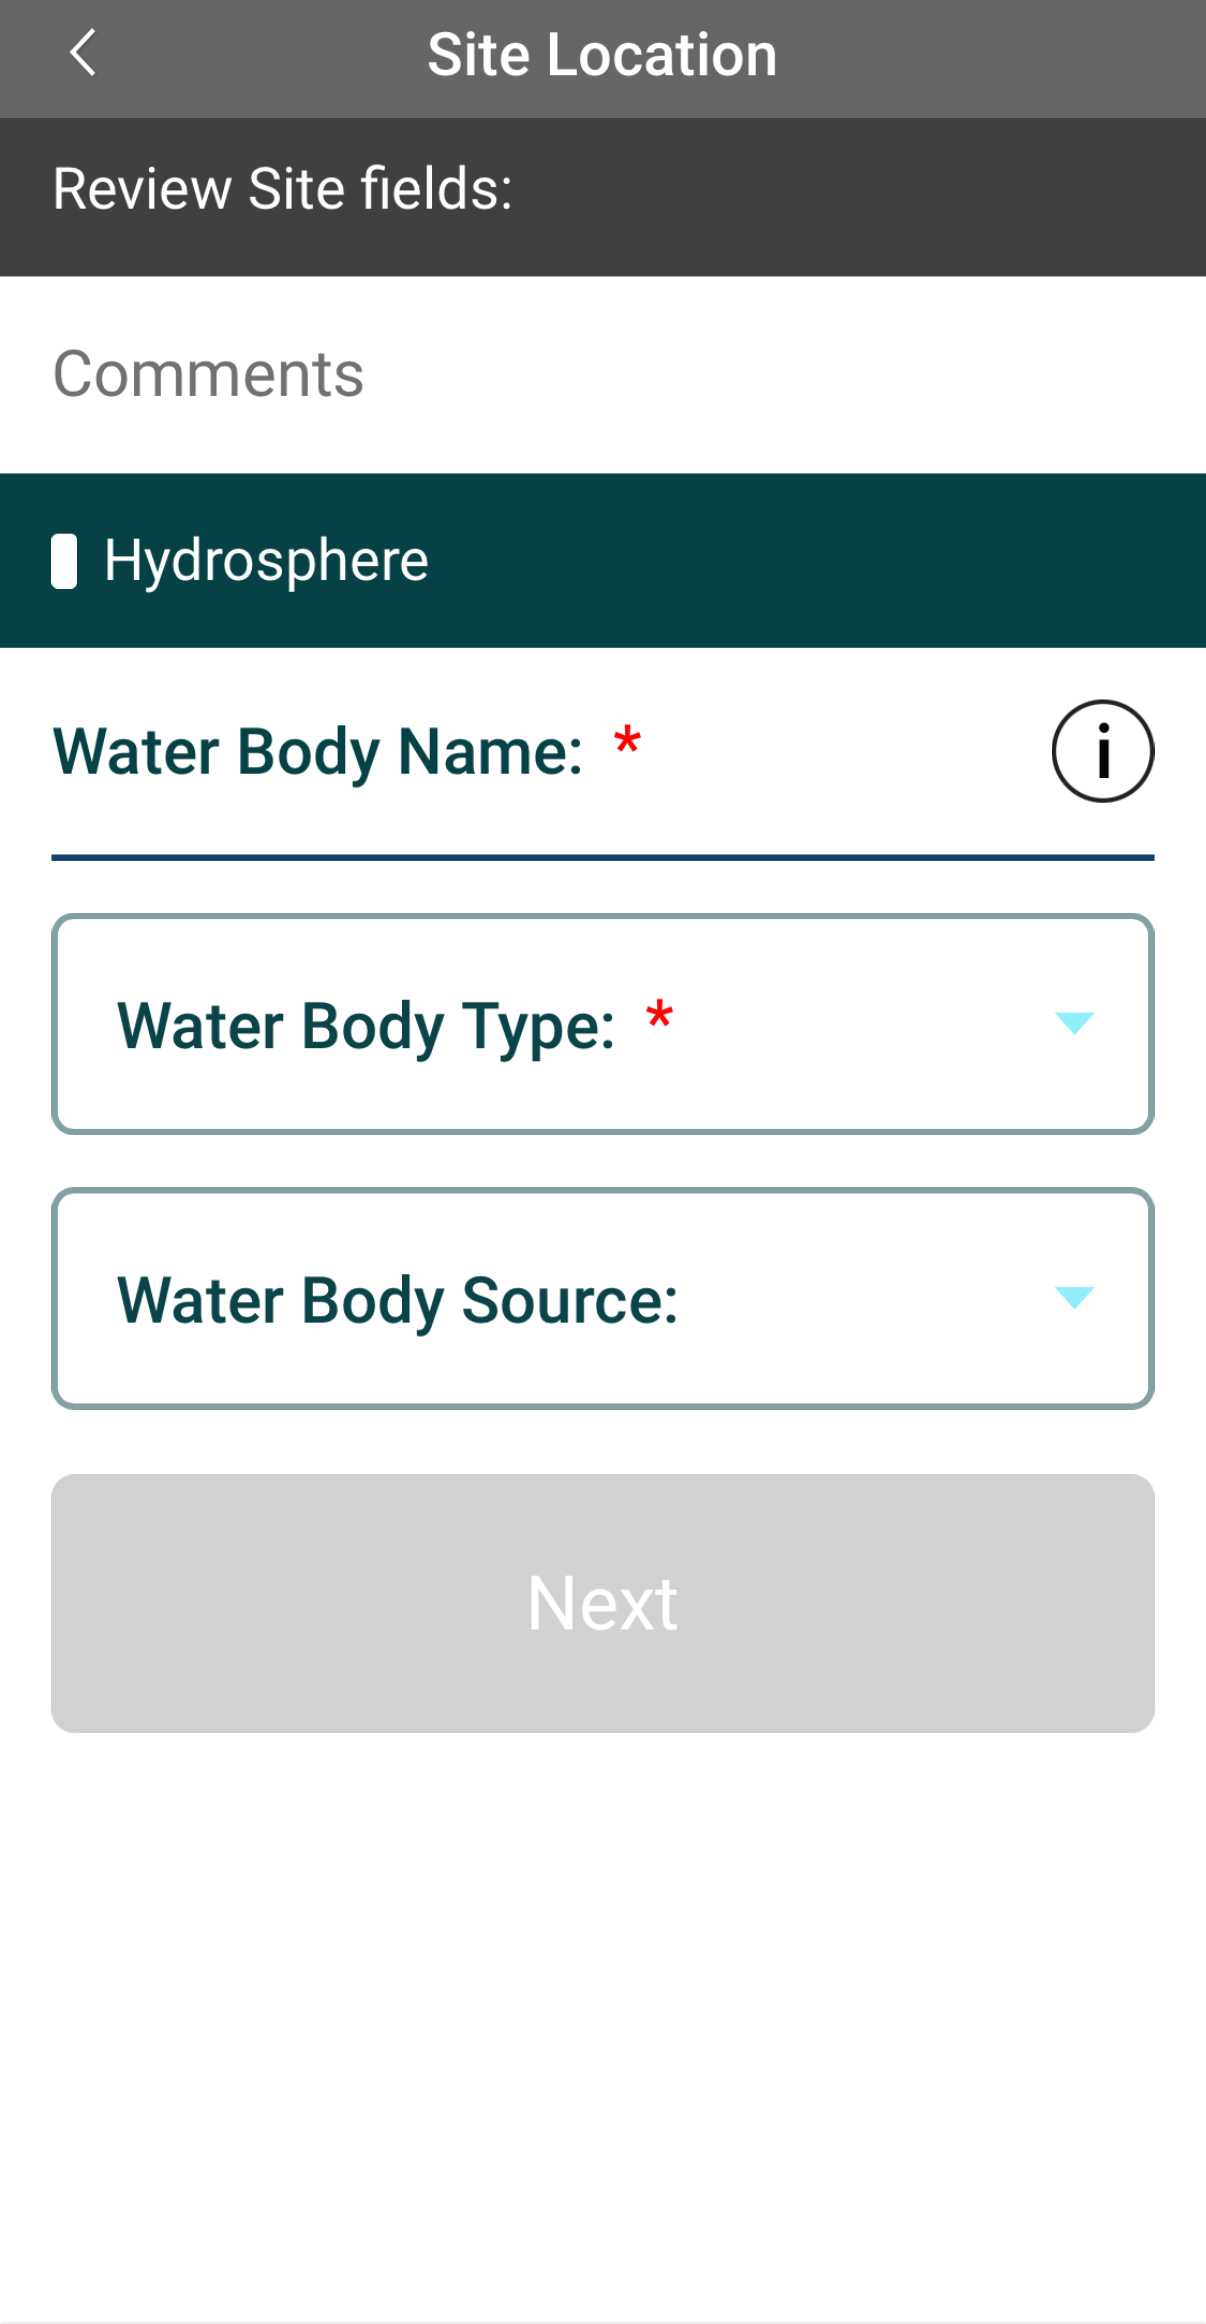 Site Location
Review Site fields:
Comments
Hydrosphere
Water Body Name: *
i
Water Body Type: *
Water Body Source:
Next